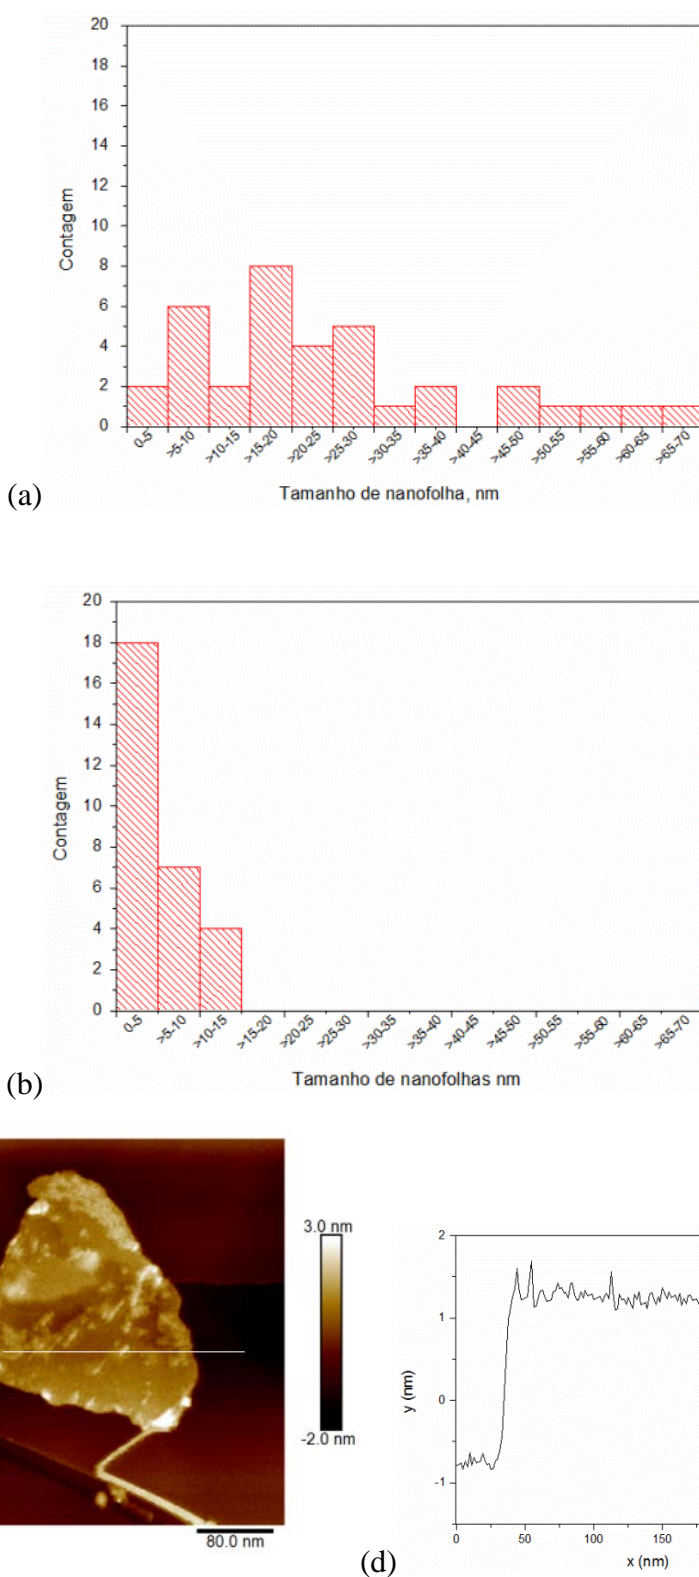 20
18
16
14
12
10
8
6
4
2
0
Contagem
0-5 >5-10 >10-15 >15-20 >20-25 >25-30 >30-35 >35-40 >40-45 >45-50 >50-55 >55-60 >60-65 >65-70
Tamanho de nanofolha, nm
(a)
20
18
16
14
12
10
8
6
4
2
0
Contagem
0-5 >5-10 >10-15 >15-20 >20-25 >25-30 >30-35 >35-40 >40-45 >45-50 >50-55 >55-60 >60-65 >65-70
Tamanho de nanofolhas nm
(b)
3.0 nm
-2.0 nm
80.0 nm
2
1
0
-1
y (nm)
0 50 100 150
x (nm)
(d)